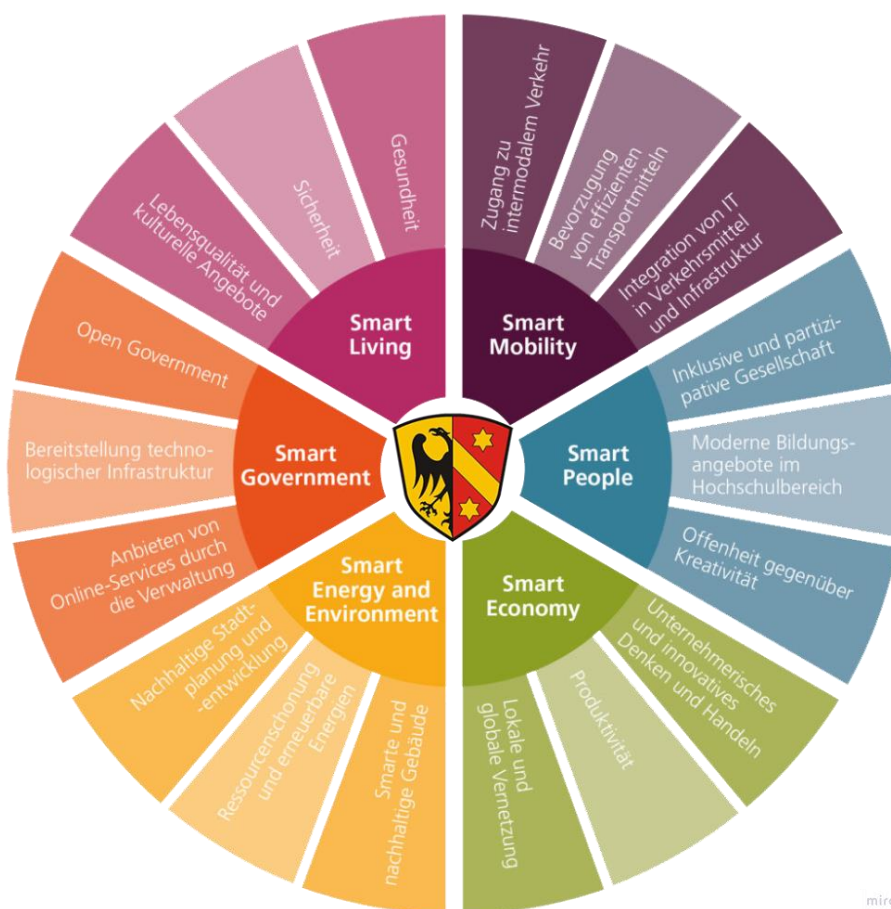 Smart
Living
Lebensqualität und
kulturelle Angebote
Sicherheit
Gesundheit
Smart
Mobility
Zugang zu
intermodalem Verkehr
Bevorzugung
von effizienten
Transportmitteln
Integration von IT
in Verkehrsmittel
und Infrastruktur
Smart
People
Inklusive und partizi-
pative Gesellschaft
Moderne Bildungs-
angebote im
Hochschulbereich
Offenheit gegenüber
Kreativität
Smart
Economy
Unternehmerisches
und innovatives
Denken und Handeln
Produktivität
Lokale und
globale Vernetzung
Smart
Energy and
Environment
Smarte und
nachhaltige Gebäude
Ressourcenschonung
und erneuerbare
Energien
Nachhaltige Stadt-
planung und
-entwicklung
Smart
Government
Anbieten von
Online-Services durch
die Verwaltung
Bereitstellung techno-
logischer Infrastruktur
Open Government